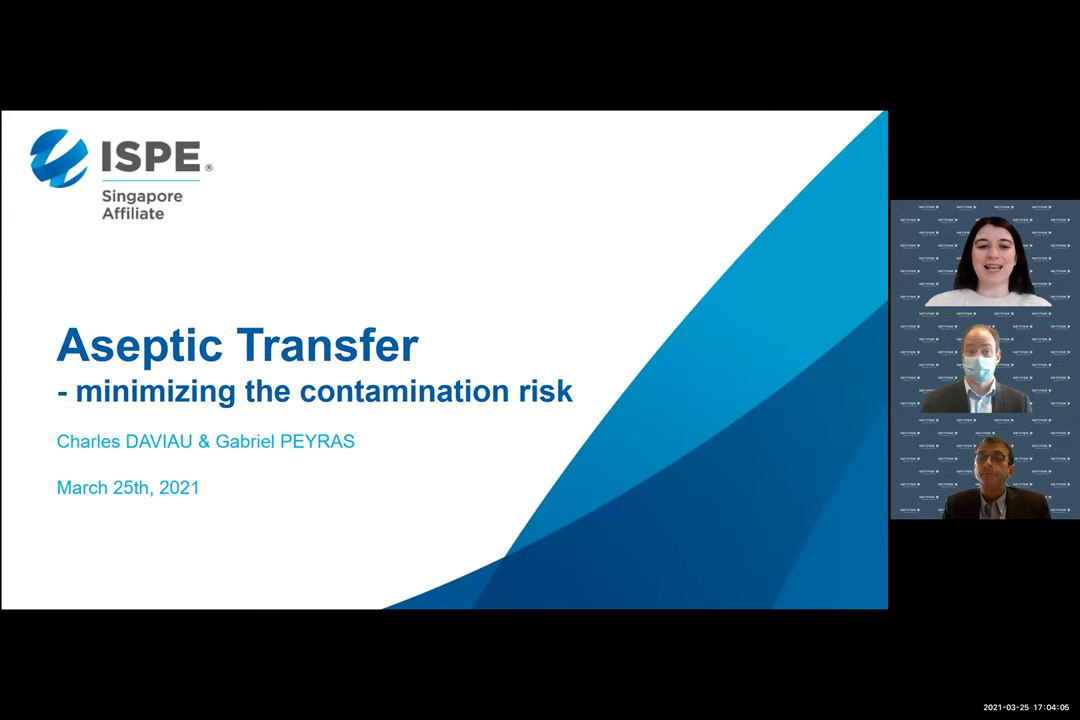 ISPE®
Singapore
Affiliate
Aseptic Transfer
- minimizing the contamination risk
Charles DAVIAU & Gabriel PEYRAS
March 25th, 2021
2021-03-25 17:04:05